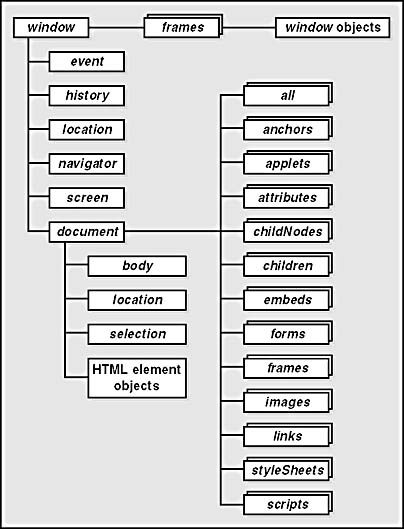 window
frames
window objects
event
history
location
navigator
screen
document
body
location
selection
HTML element
objects
all
anchors
applets
attributes
childNodes
children
embeds
forms
frames
images
links
styleSheets
scripts